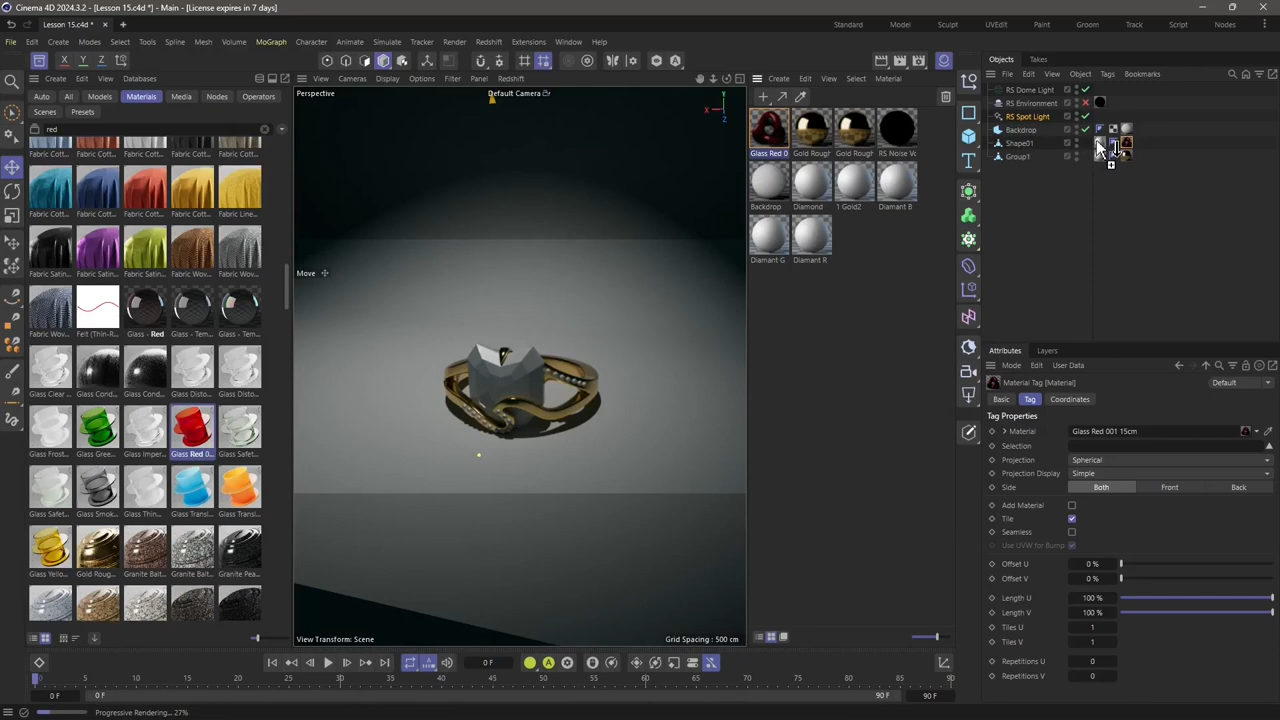 Cinema 4D 2024.3.2 - [Lesson 15.c4d *] - Main - [License expires in 7 days]
Lesson 15.c4d *
Standard Model Sculpt UVEdit Paint Groom Track Script Nodes
File Edit Create Modes Select Tools Spline Mesh Volume MoGraph Character Animate Simulate Tracker Render Redshift Extensions Window Help
Objects Takes
X Y Z
Create Edit Databases
View Cameras Display Options Filter Panel Redshift
Create Edit View Select Material
File Edit View Object Tags Bookmarks
Auto All Models Materials Media Nodes Operators
Scenes Presets
red
Perspective
Default Camera
RS Dome Light
RS Environment
RS Spot Light
Backdrop
Shape01
Group1
Glass Red 0 Gold Rough Gold Rough RS Noise Vo
Backdrop Diamond 1 Gold2 Diamant B
Diamant G Diamant R
Fabric Cott Fabric Cott Fabric Cott Fabric Cott
Fabric Cott... Fabric Cott... Fabric Cott... Fabric Line...
Fabric Satin... Fabric Satin... Fabric Wov... Fabric Wov...
Fabric Wov... Felt (Thin-R... Glass - Red Glass - Tem... Glass - Tem...
Glass Clear ... Glass Cond... Glass Cond... Glass Disto... Glass Disto...
Glass Frost... Glass Gree... Glass Imper... Glass Red 0... Glass Safet...
Glass Safet... Glass Smok... Glass Thin... Glass Transl... Glass Transl...
Glass Yello... Gold Roug... Granite Balt... Granite Balt... Granite Pea...
Move
Y
X
Z
View Transform: Scene
Grid Spacing : 500 cm
Attributes Layers
Mode Edit User Data
Material Tag [Material]
Default
Basic Tag Coordinates
Tag Properties
Material Glass Red 001 15cm
Selection
Projection Spherical
Projection Display Simple
Side Both Front Back
Add Material
Tile
Seamless
Use UVW for Bump
Offset U 0 %
Offset V 0 %
Length U 100 %
Length V 100 %
Tiles U 1
Tiles V 1
Repetitions U 0
Repetitions V 0
0 F
0 5 10 15 20 25 30 35 40 45 50 55 60 65 70 75 80 85 90
0 F 0 F 90 F 90 F
Progressive Rendering... 27%